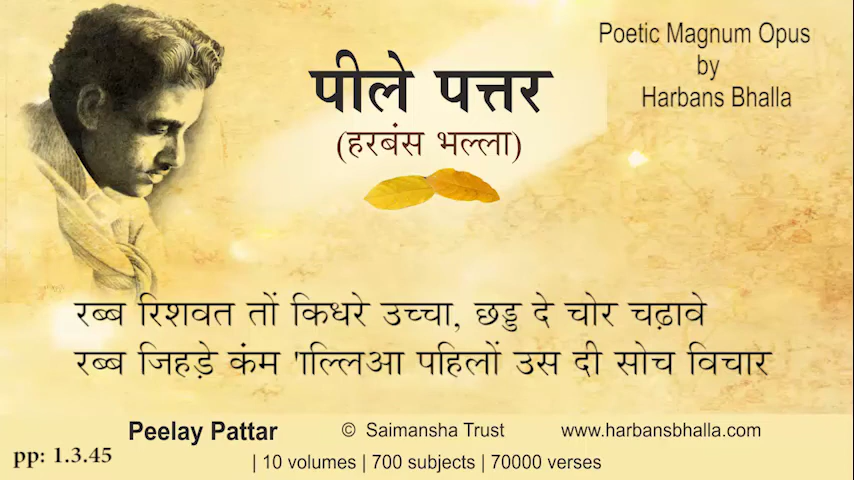 Poetic Magnum Opus
by
Harbans Bhalla
पीले पत्तर
(हरबंस भल्ला)
रब्ब रिशवत तों किधरे उच्चा, छड्ड दे चोर चढ़ावे
रब्ब जिहड़े कंम 'ाल्लिआ पहिलों उस दी सोच विचार
Peelay Pattar
© Saimansha Trust
www.harbansbhalla.com
pp: 1.3.45
| 10 volumes | 700 subjects | 70000 verses